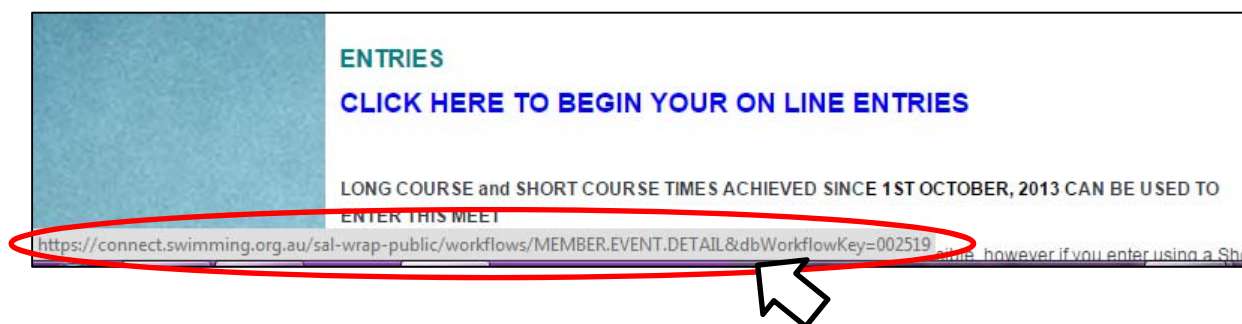 ENTRIES
CLICK HERE TO BEGIN YOUR ON LINE ENTRIES
LONG COURSE and SHORT COURSE TIMES ACHIEVED SINCE 1ST OCTOBER, 2013 CAN BE USED TO
ENTER THIS MEET
https://connect.swimming.org.au/sal-wrap-public/workflows/MEMBER.EVENT.DETAIL&dbWorkflowKey=002519
however if you enter using a